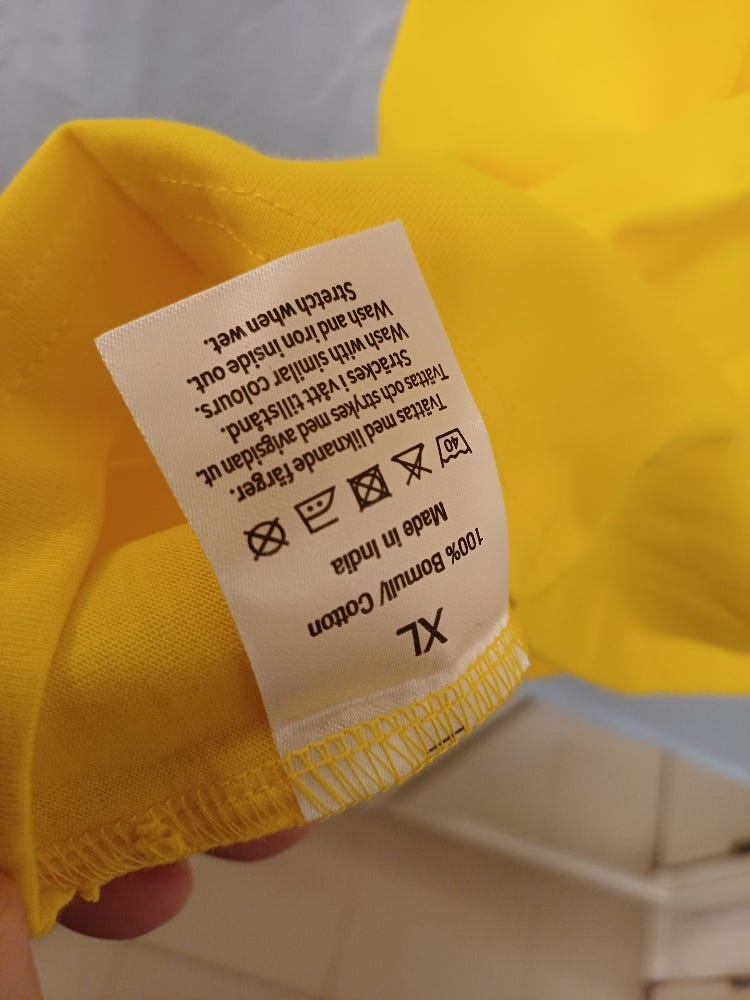 XL
100% Bomull/ Cotton
Made in India
40
Tvättas med liknande färger.
Tvättas och strykes med avigsidan ut.
Sträckes i vått tillstånd.
Wash with similar colours.
Wash and iron inside out.
Stretch when wet.